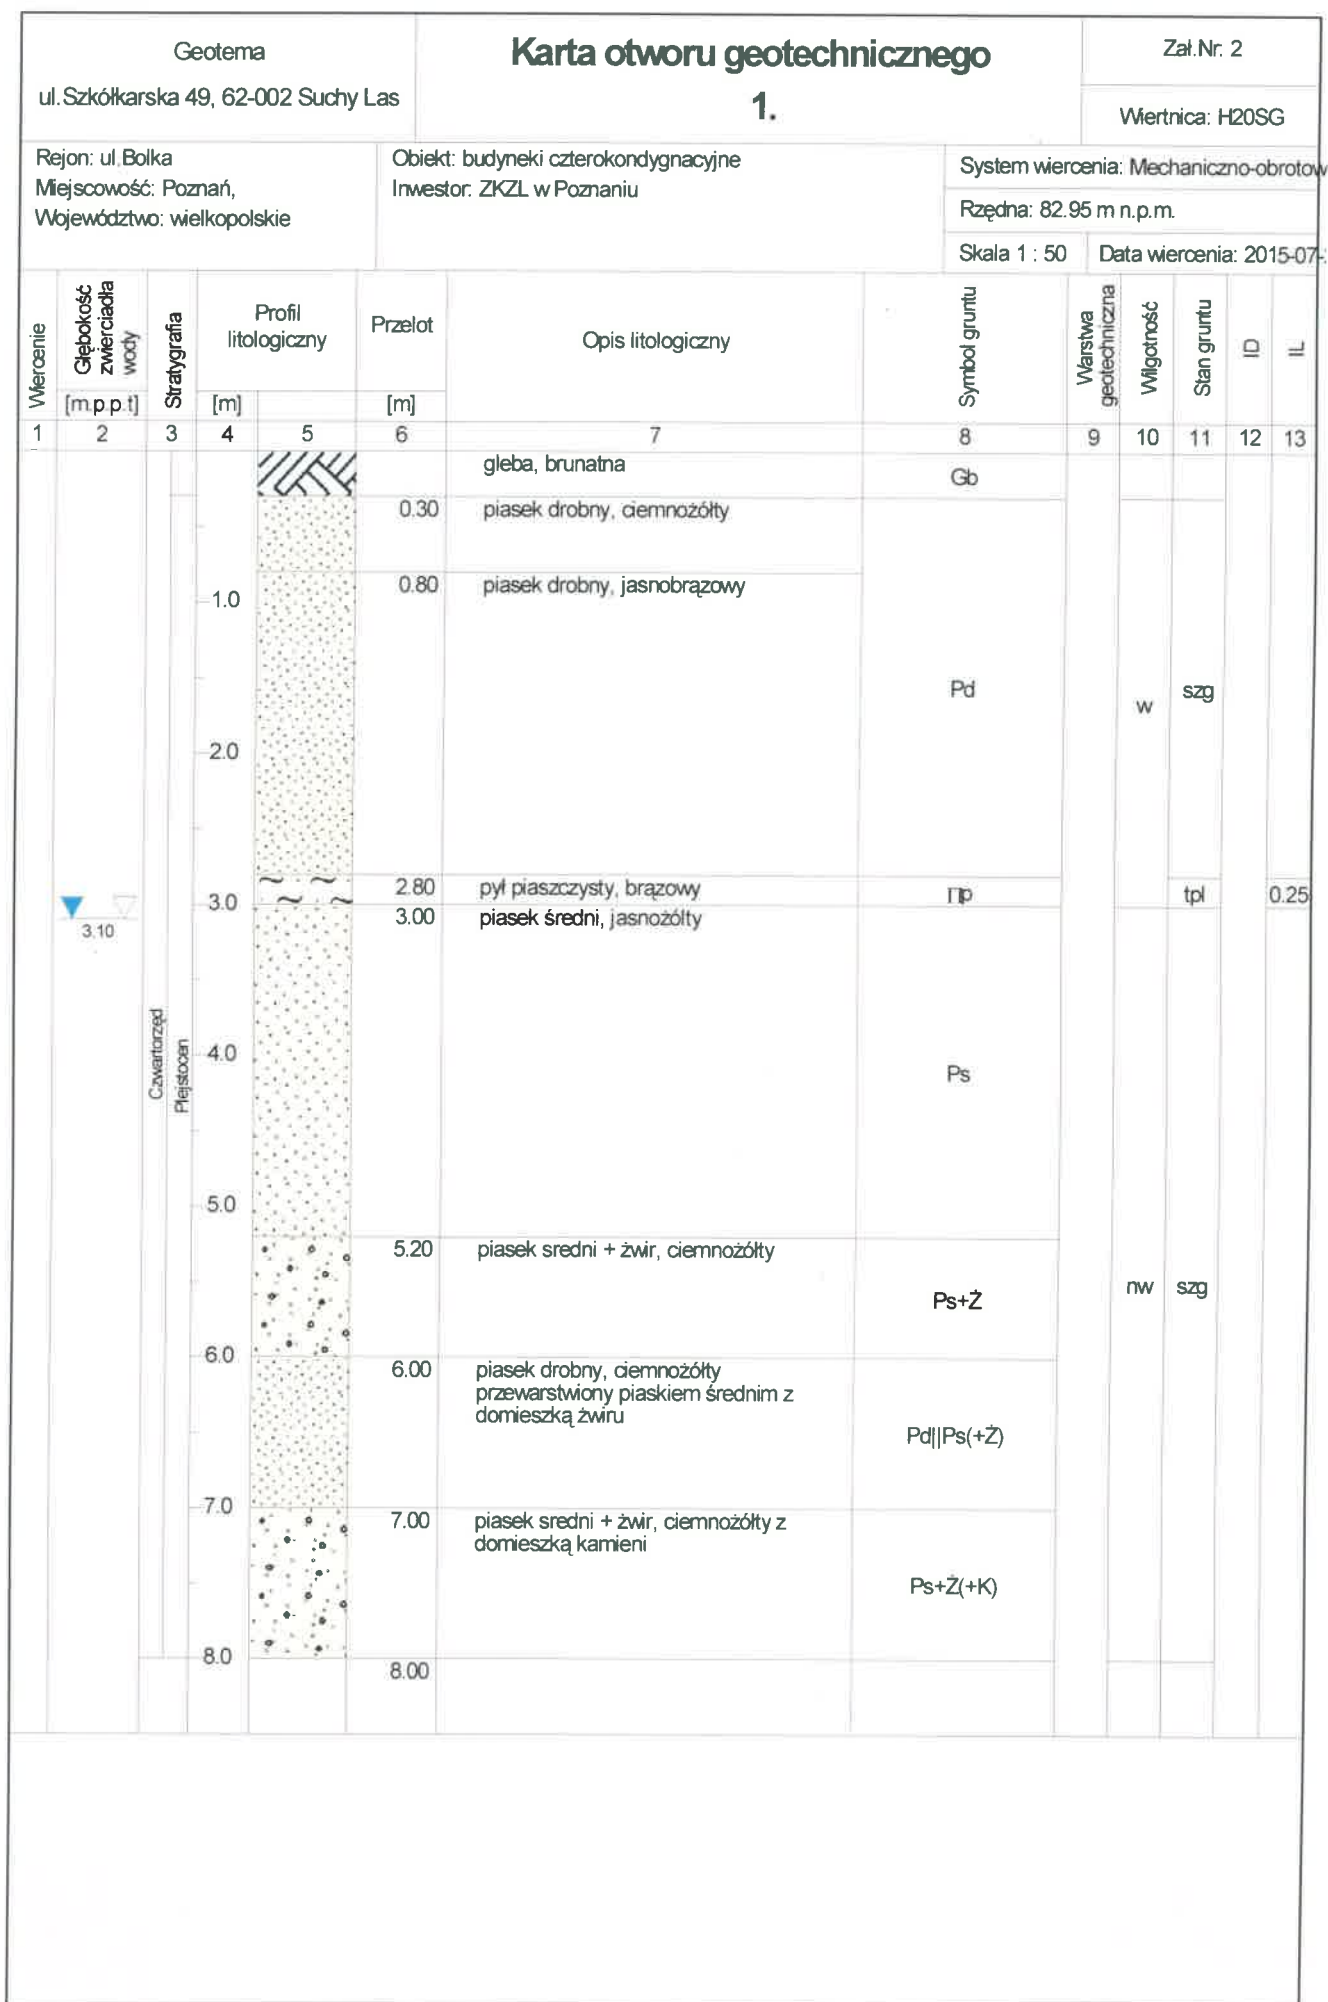 Geotema
ul.Szkółkarska 49, 62-002 Suchy Las
Karta otworu geotechnicznego
1.
Zał.Nr: 2
Wiertnica: H20SG
Rejon: ul.Bolka
Miejscowość: Poznań,
Województwo: wielkopolskie
Obiekt: budyneki czterokondygnacyjne
Inwestor: ZKZL w Poznaniu
System wiercenia: Mechaniczno-obrotow
Rzędna: 82.95 m n.p.m.
Skala 1 : 50
Data wiercenia: 2015-07-
Wiercenie
Głębokość zwierciadła wody
[m.p.p.t]
Stratygrafia
Profil litologiczny
[m]
Przelot
[m]
Opis litologiczny
Symbol gruntu
Warstwa geotechniczna
Wilgotność
Stan gruntu
ID
IL
1 2 3 4 5 6 7 8 9 10 11 12 13
gleba, brunatna
Gb
0.30 piasek drobny, ciemnożółty
0.80 piasek drobny, jasnobrązowy
1.0
Pd
w
szg
2.0
2.80 pył piaszczysty, brązowy
Πp
tpl
0.25
3.0
3.00 piasek średni, jasnożólty
3.10
Czwartorzęd
Plejstocen
4.0
Ps
5.0
5.20 piasek sredni + żwir, ciemnożółty
Ps+Ż
nw
szg
6.0
6.00 piasek drobny, ciemnożółty
przewarstwiony piaskiem średnim z
domieszką żwiru
Pd||Ps(+Ż)
7.0
7.00 piasek sredni + żwir, ciemnożółty z
domieszką kamieni
Ps+Ż(+K)
8.0
8.00